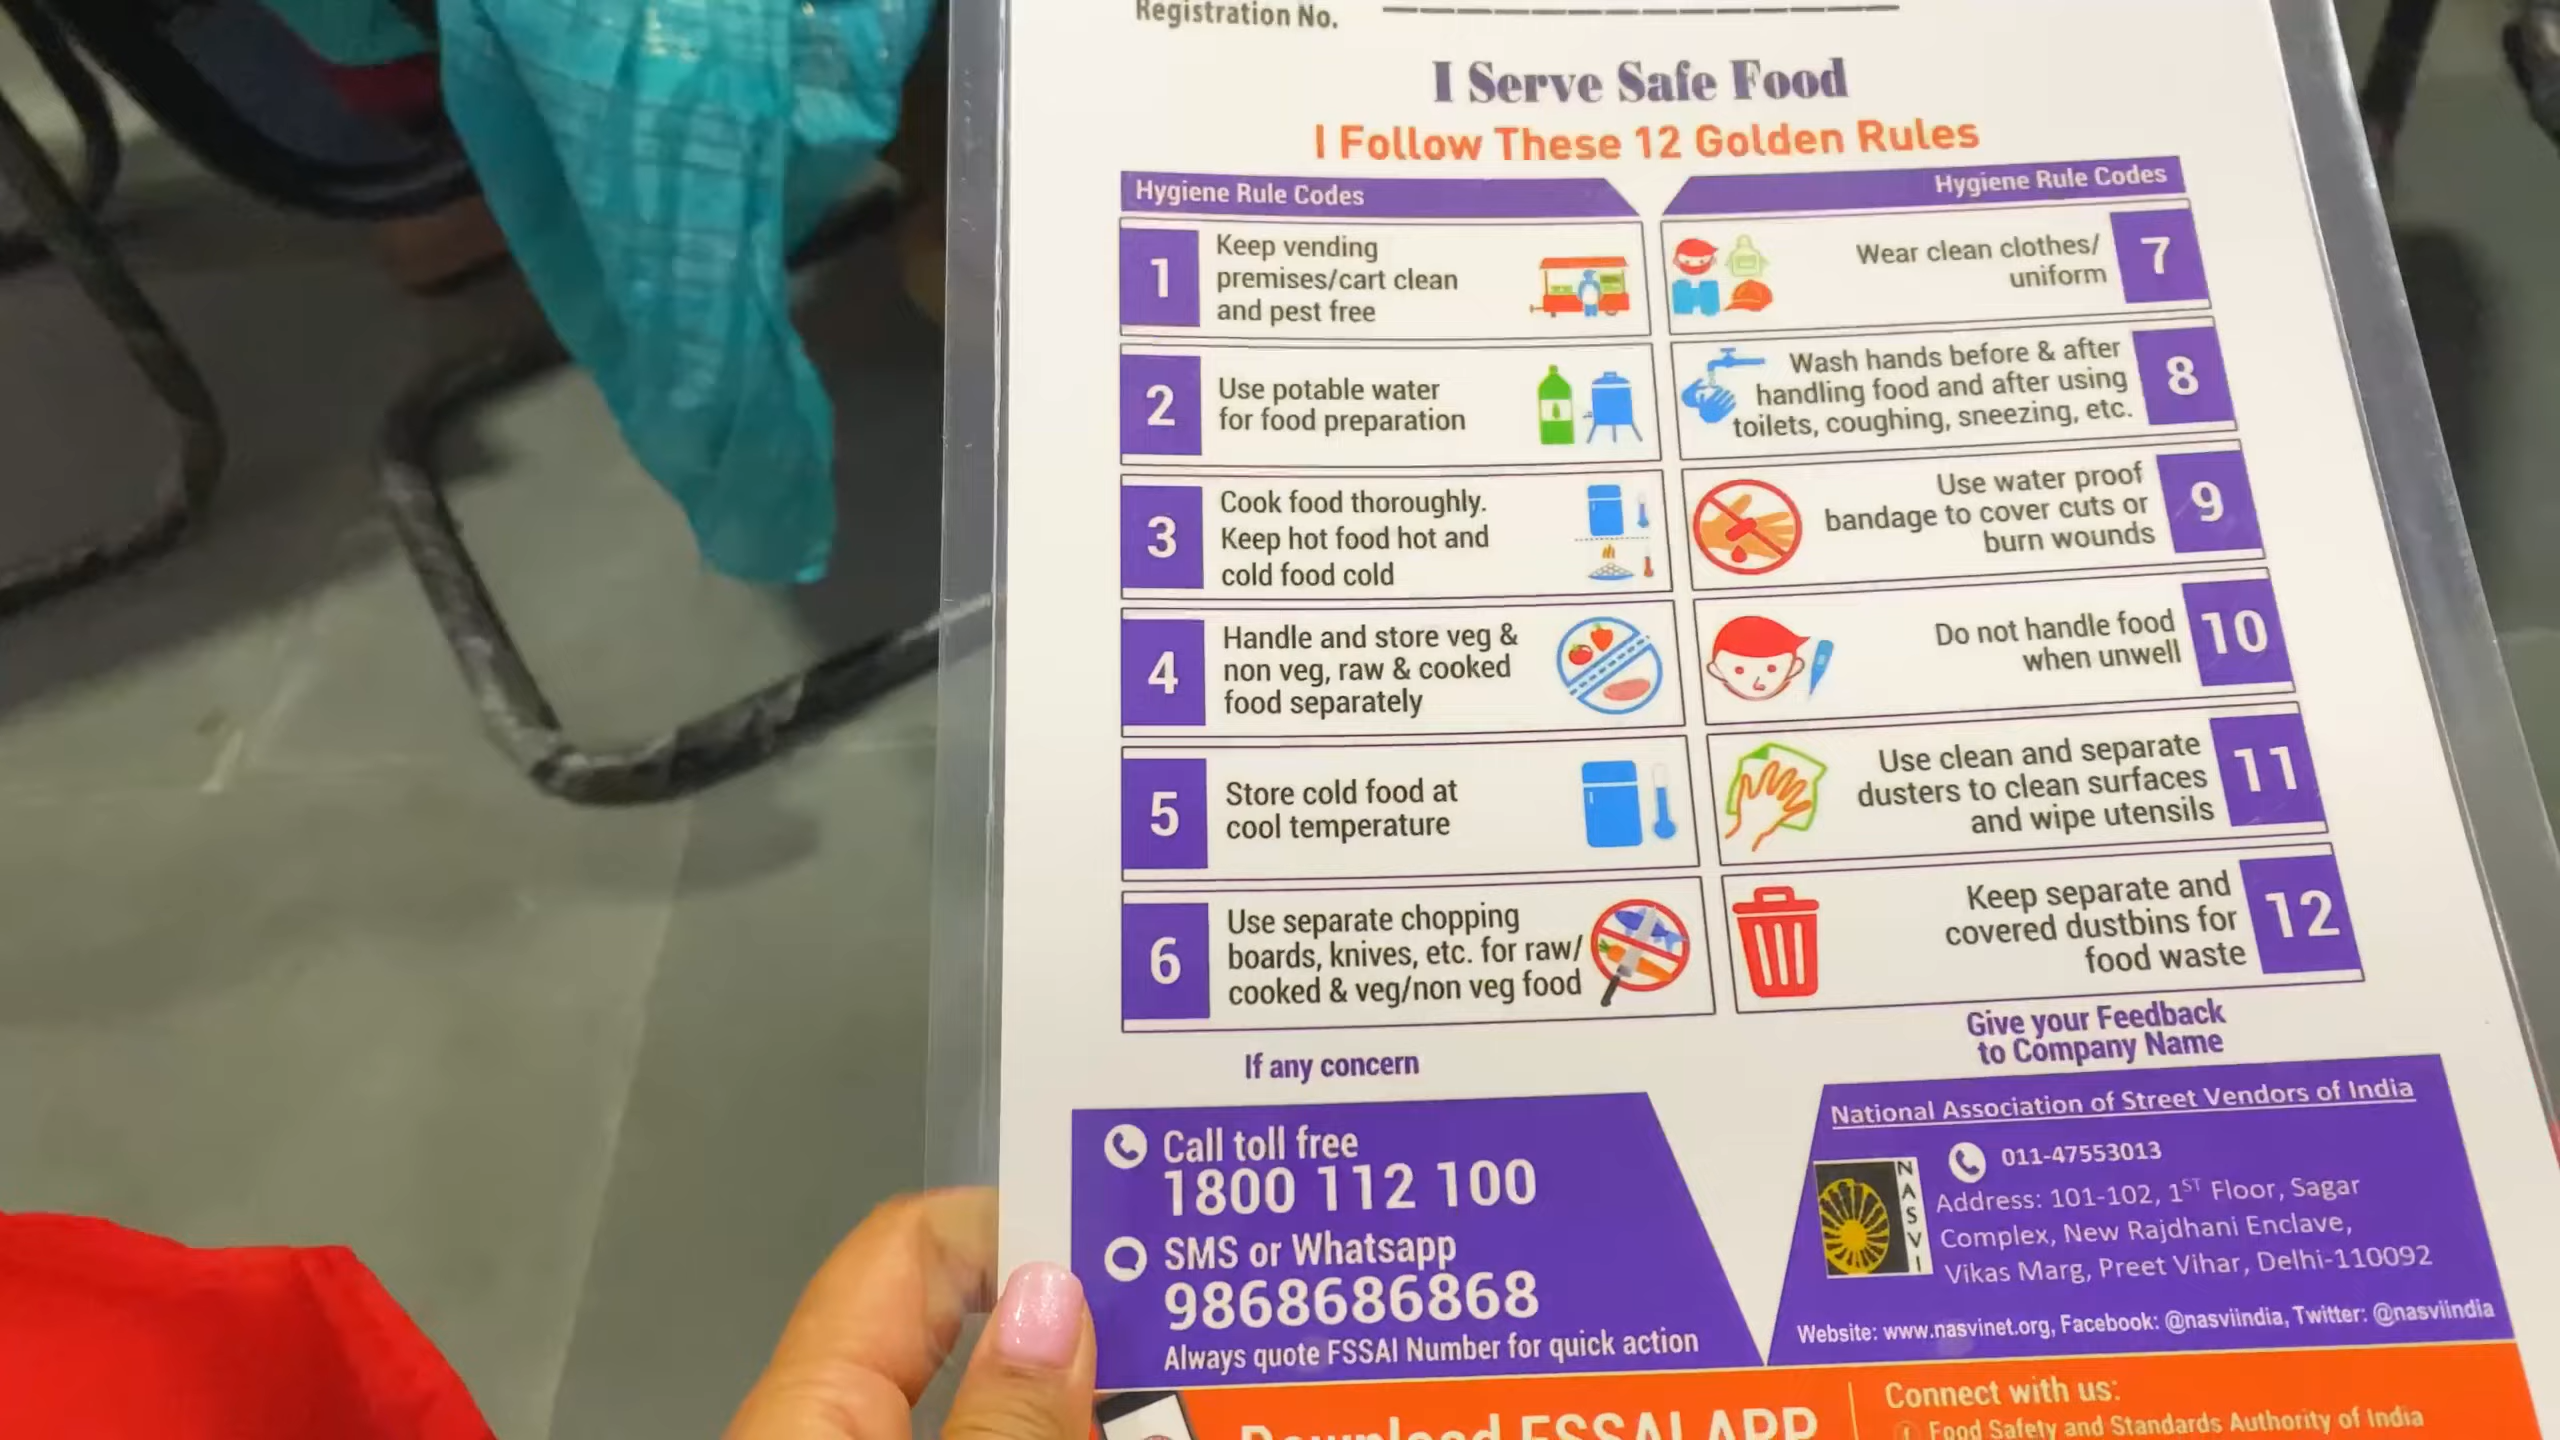 Registration No.
I Serve Safe Food
I Follow These 12 Golden Rules
Hygiene Rule Codes
1
Keep vending
premises/cart clean
and pest free
2
Use potable water
for food preparation
3
Cook food thoroughly.
Keep hot food hot and
cold food cold
4
Handle and store veg &
non veg, raw & cooked
food separately
5
Store cold food at
cool temperature
6
Use separate chopping
boards, knives, etc. for raw/
cooked & veg/non veg food
Hygiene Rule Codes
Wear clean clothes/
uniform
7
Wash hands before & after
handling food and after using
toilets, coughing, sneezing, etc.
8
Use water proof
bandage to cover cuts or
burn wounds
9
Do not handle food
when unwell
10
Use clean and separate
dusters to clean surfaces
and wipe utensils
11
Keep separate and
covered dustbins for
food waste
12
If any concern
Call toll free
1800 112 100
SMS or Whatsapp
9868686868
Always quote FSSAI Number for quick action
Give your Feedback
to Company Name
National Association of Street Vendors of India
NASVI
011-47553013
Address: 101-102, 1ST Floor, Sagar
Complex, New Rajdhani Enclave,
Vikas Marg, Preet Vihar, Delhi-110092
Website: www.nasvinet.org, Facebook: @nasviindia, Twitter: @nasviindia
Download FSSAI APP
Connect with us:
Food Safety and Standards Authority of India